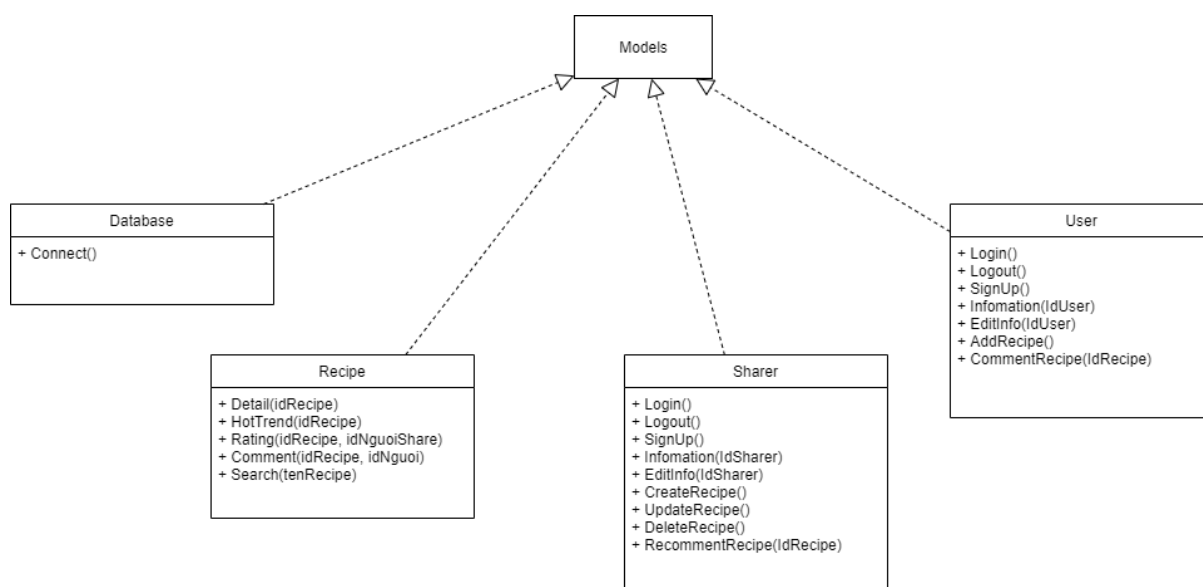 Models
Database
+ Connect()
Recipe
+ Detail(idRecipe)
+ HotTrend(idRecipe)
+ Rating(idRecipe, idNguoiShare)
+ Comment(idRecipe, idNguoi)
+ Search(tenRecipe)
Sharer
+ Login()
+ Logout()
+ SignUp()
+ Infomation(IdSharer)
+ EditInfo(IdSharer)
+ CreateRecipe()
+ UpdateRecipe()
+ DeleteRecipe()
+ RecommentRecipe(IdRecipe)
User
+ Login()
+ Logout()
+ SignUp()
+ Infomation(IdUser)
+ EditInfo(IdUser)
+ AddRecipe()
+ CommentRecipe(IdRecipe)